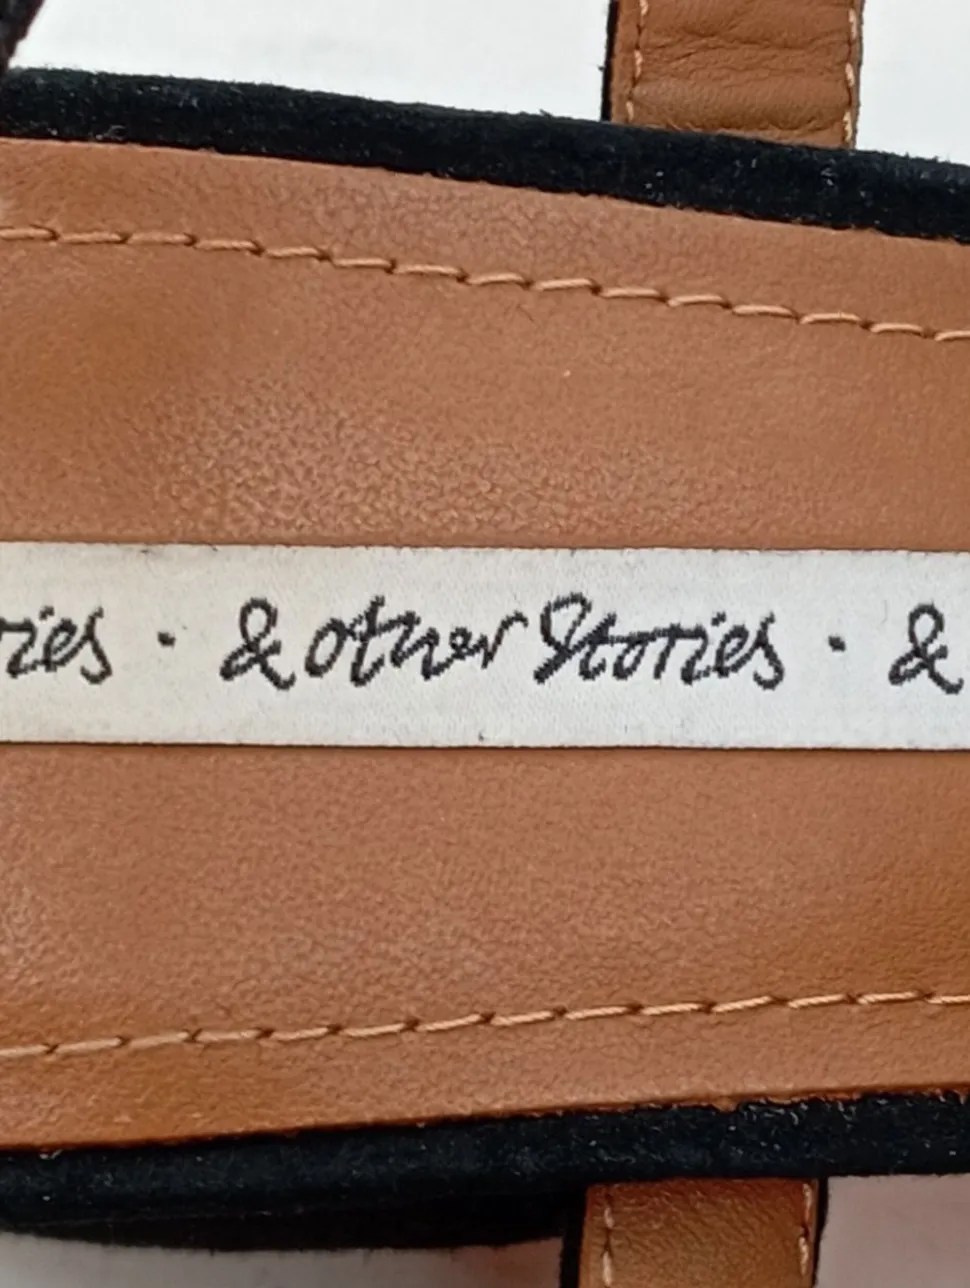 ries · & other Stories · &